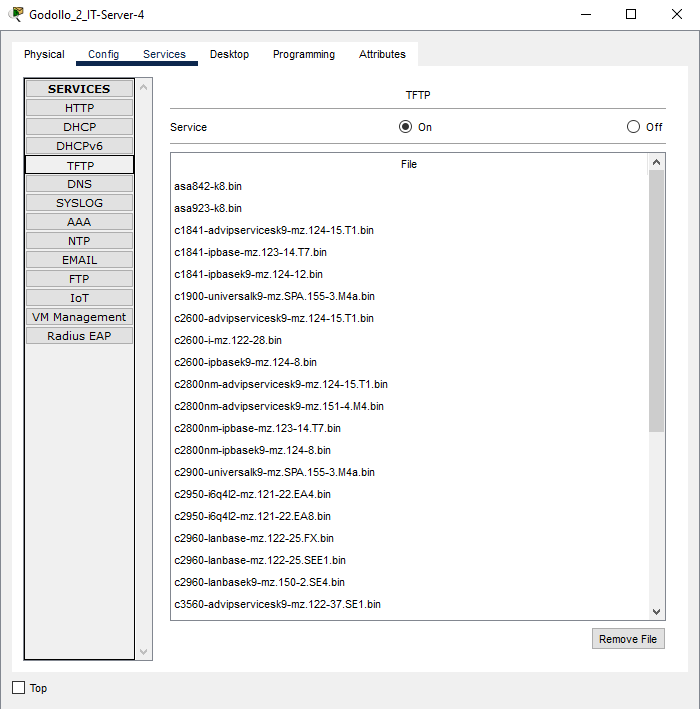 Godollo_2_IT-Server-4
Physical Config Services Desktop Programming Attributes
SERVICES
HTTP
DHCP
DHCPv6
TFTP
DNS
SYSLOG
AAA
NTP
EMAIL
FTP
IoT
VM Management
Radius EAP
TFTP
Service On Off
File
asa842-k8.bin
asa923-k8.bin
c1841-advipservicesk9-mz.124-15.T1.bin
c1841-ipbase-mz.123-14.T7.bin
c1841-ipbasek9-mz.124-12.bin
c1900-universalk9-mz.SPA.155-3.M4a.bin
c2600-advipservicesk9-mz.124-15.T1.bin
c2600-i-mz.122-28.bin
c2600-ipbasek9-mz.124-8.bin
c2800nm-advipservicesk9-mz.124-15.T1.bin
c2800nm-advipservicesk9-mz.151-4.M4.bin
c2800nm-ipbase-mz.123-14.T7.bin
c2800nm-ipbasek9-mz.124-8.bin
c2900-universalk9-mz.SPA.155-3.M4a.bin
c2950-i6q4l2-mz.121-22.EA4.bin
c2950-i6q4l2-mz.121-22.EA8.bin
c2960-lanbase-mz.122-25.FX.bin
c2960-lanbase-mz.122-25.SEE1.bin
c2960-lanbasek9-mz.150-2.SE4.bin
c3560-advipservicesk9-mz.122-37.SE1.bin
Remove File
Top